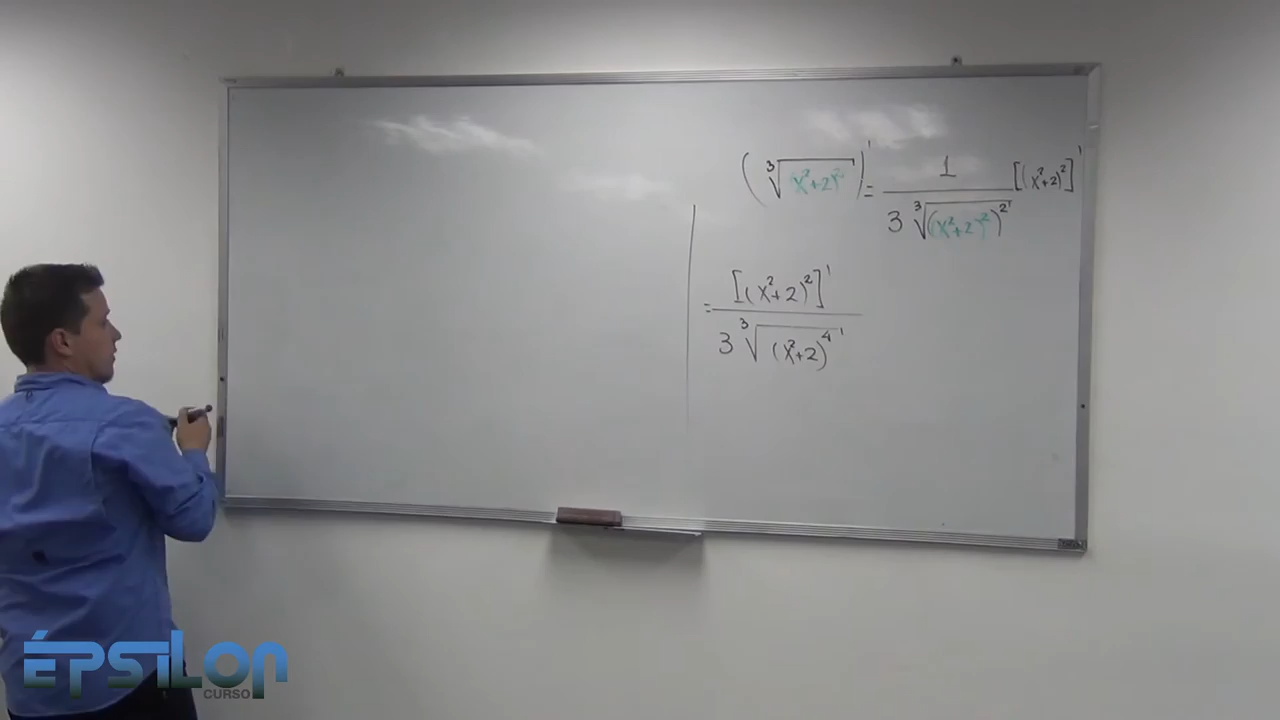 (∛(x²+2)²)' = 1 / 3∛((x²+2)²)² [(x²+2)²]'
= [(x²+2)²]' / 3∛(x²+2)⁴
ÉPSILON
CURSO